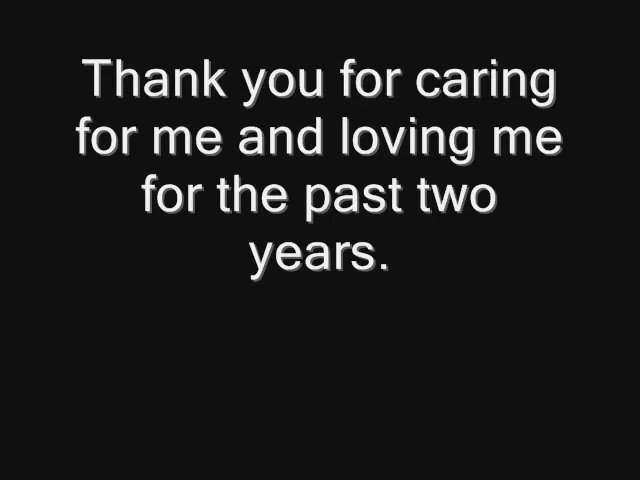 Thank you for caring
for me and loving me
for the past two
years.